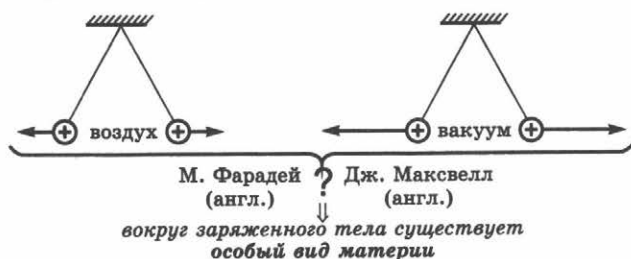 + воздух + + вакуум +
М. Фарадей ? Дж. Максвелл
(англ.) (англ.)
вокруг заряженного тела существует
особый вид материи